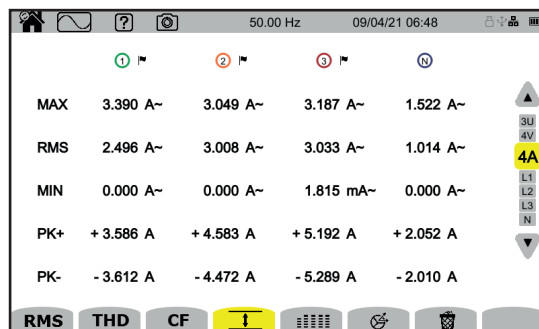 ? 50.00 Hz 09/04/21 06:48
1 2 3 N
MAX 3.390 A~ 3.049 A~ 3.187 A~ 1.522 A~
3U
4V
RMS 2.496 A~ 3.008 A~ 3.033 A~ 1.014 A~
4A
L1
MIN 0.000 A~ 0.000 A~ 1.815 mA~ 0.000 A~
L2
L3
N
PK+ + 3.586 A + 4.583 A + 5.192 A + 2.052 A
PK- - 3.612 A - 4.472 A - 5.289 A - 2.010 A
RMS THD CF